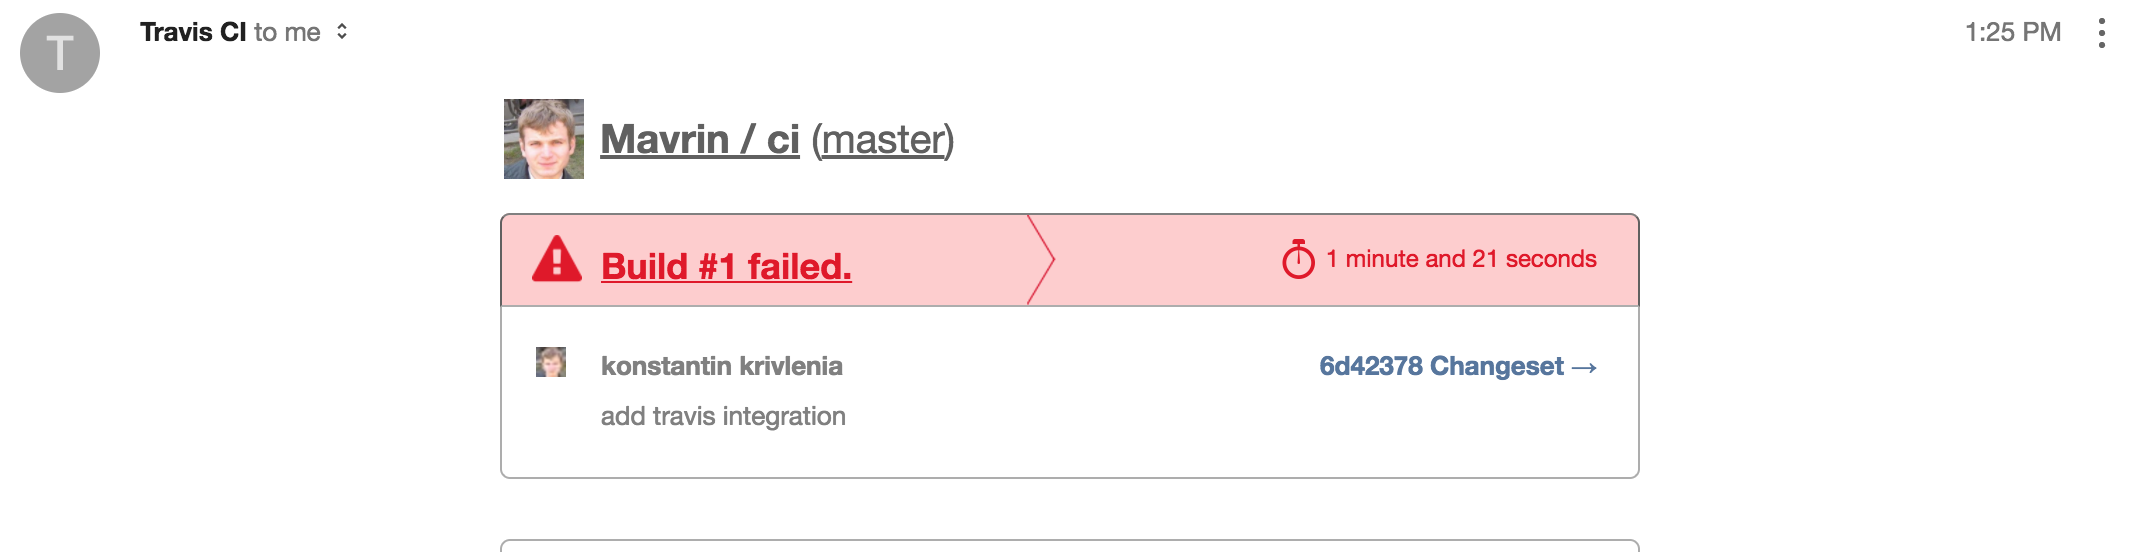 T
Travis CI to me
1:25 PM
Mavrin / ci (master)
Build #1 failed.
1 minute and 21 seconds
konstantin krivlenia
6d42378 Changeset →
add travis integration